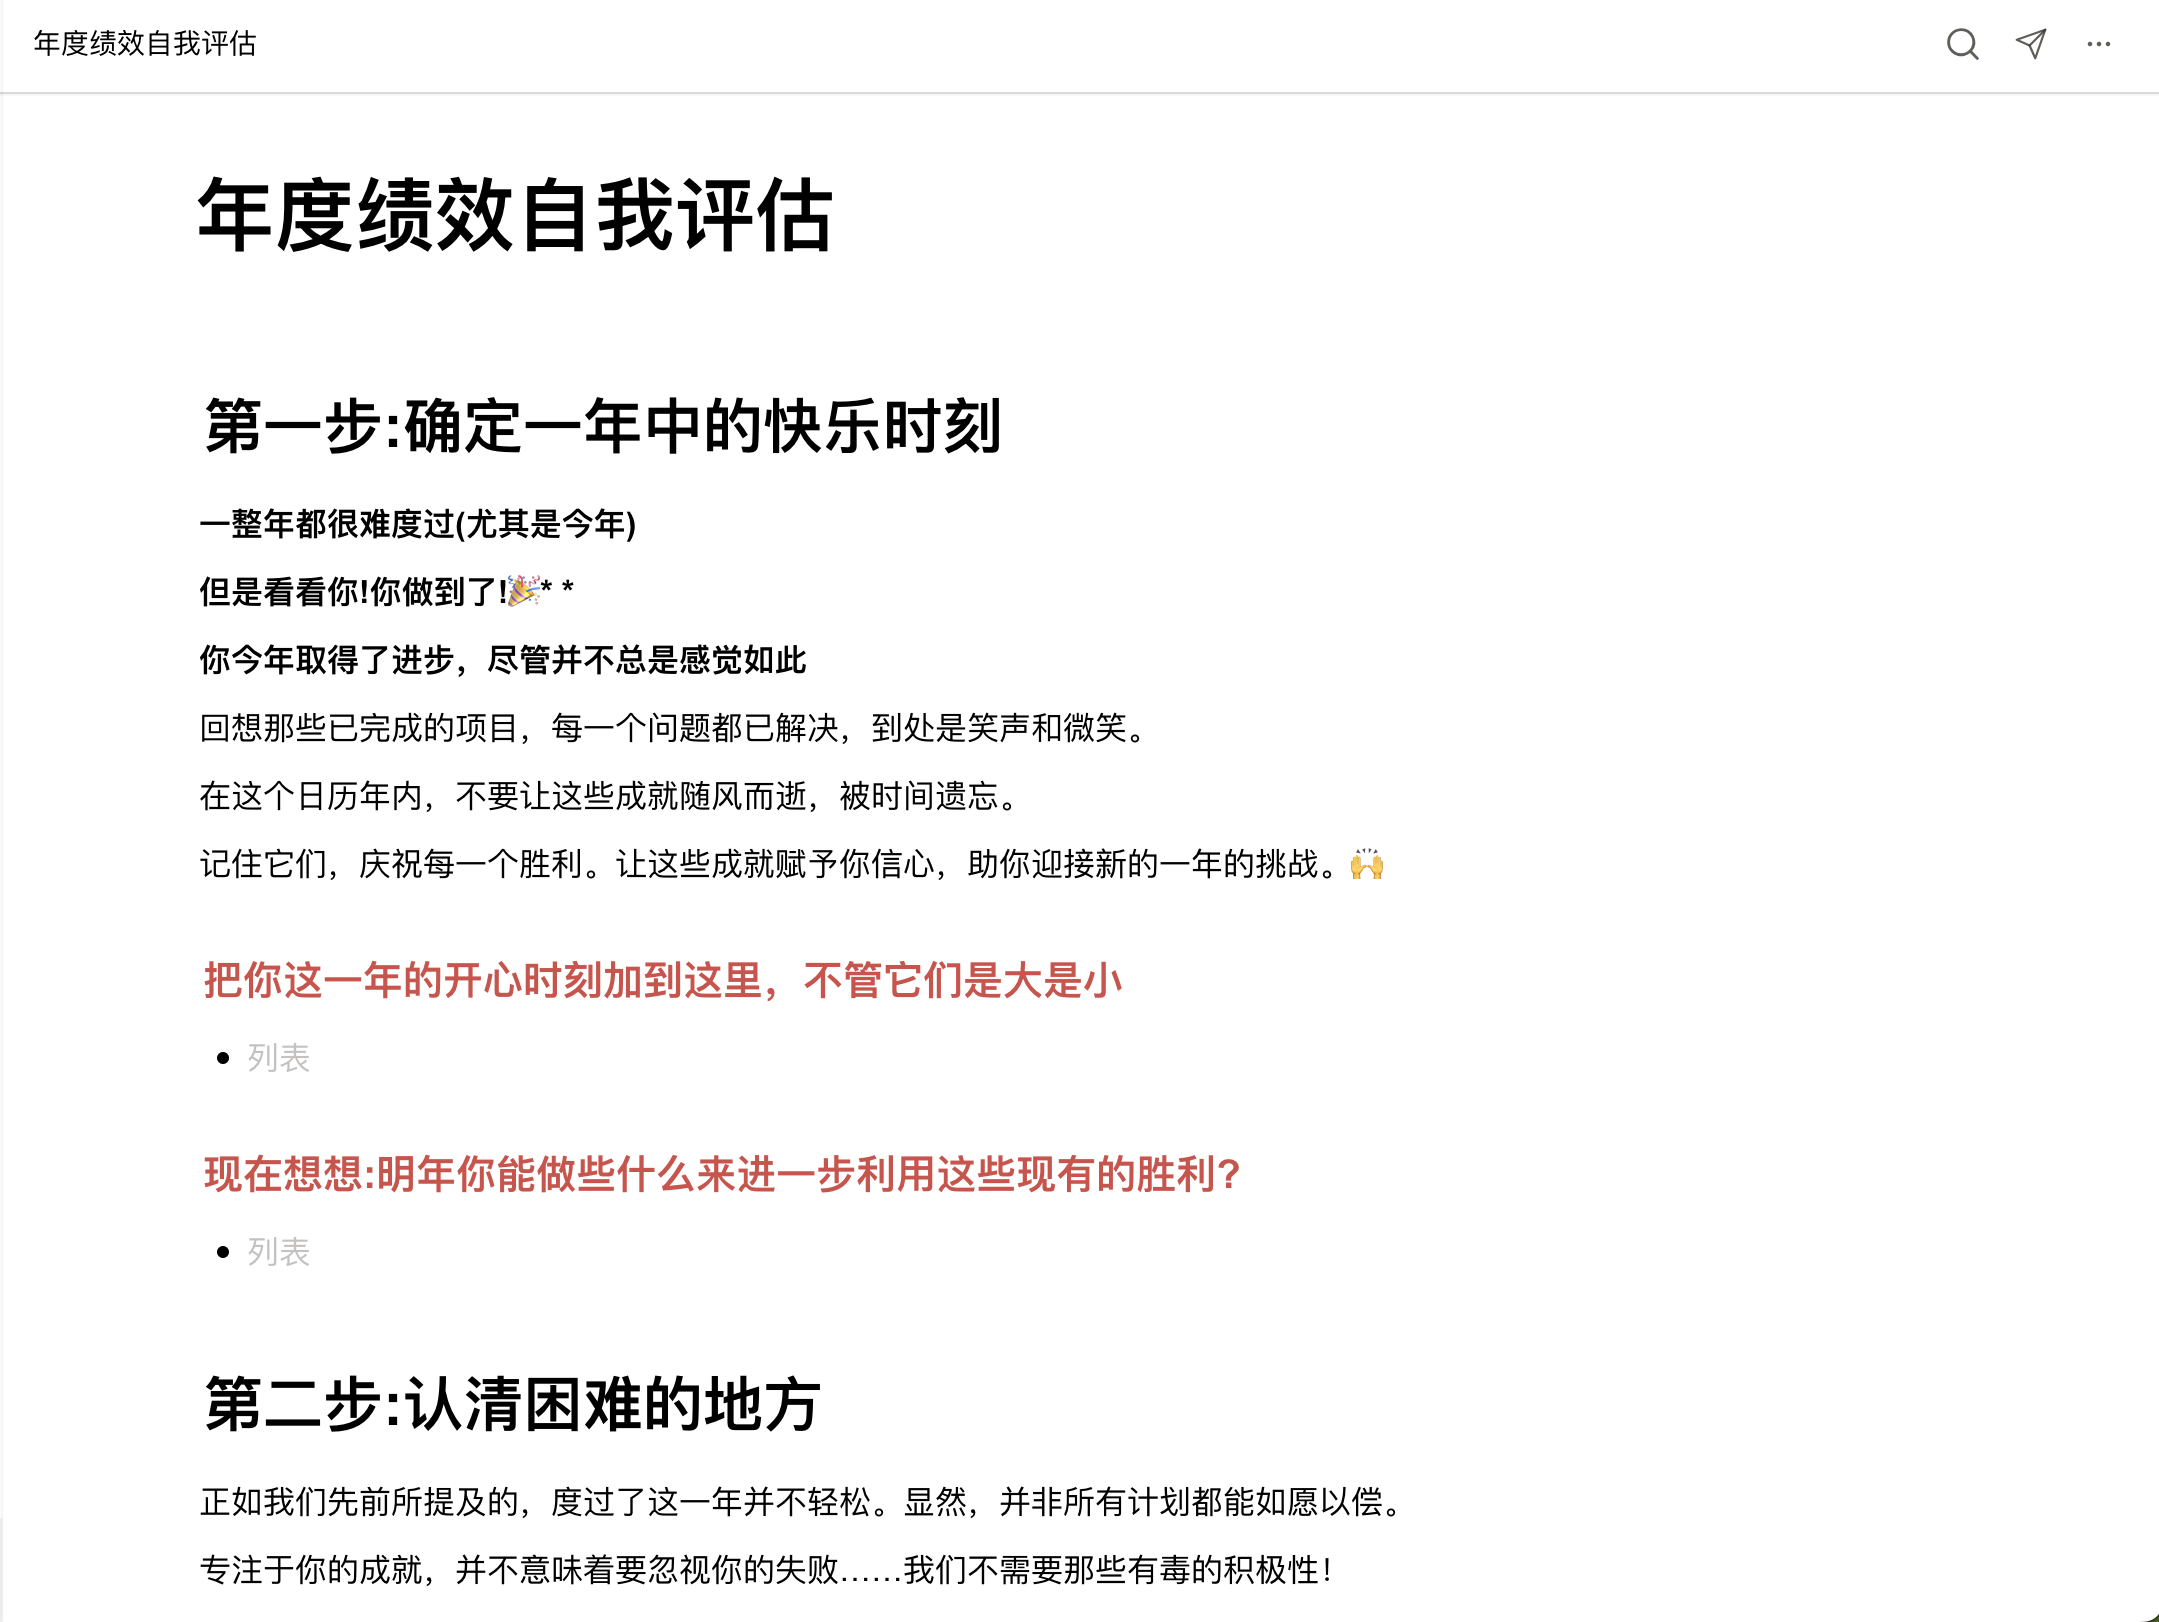 年度绩效自我评估
年度绩效自我评估
第一步:确定一年中的快乐时刻
一整年都很难度过(尤其是今年)
但是看看你!你做到了!🎉* *
你今年取得了进步，尽管并不总是感觉如此
回想那些已完成的项目，每一个问题都已解决，到处是笑声和微笑。
在这个日历年内，不要让这些成就随风而逝，被时间遗忘。
记住它们，庆祝每一个胜利。让这些成就赋予你信心，助你迎接新的一年的挑战。🙌
把你这一年的开心时刻加到这里，不管它们是大是小
• 列表
现在想想:明年你能做些什么来进一步利用这些现有的胜利?
• 列表
第二步:认清困难的地方
正如我们先前所提及的，度过了这一年并不轻松。显然，并非所有计划都能如愿以偿。
专注于你的成就，并不意味着要忽视你的失败……我们不需要那些有毒的积极性！